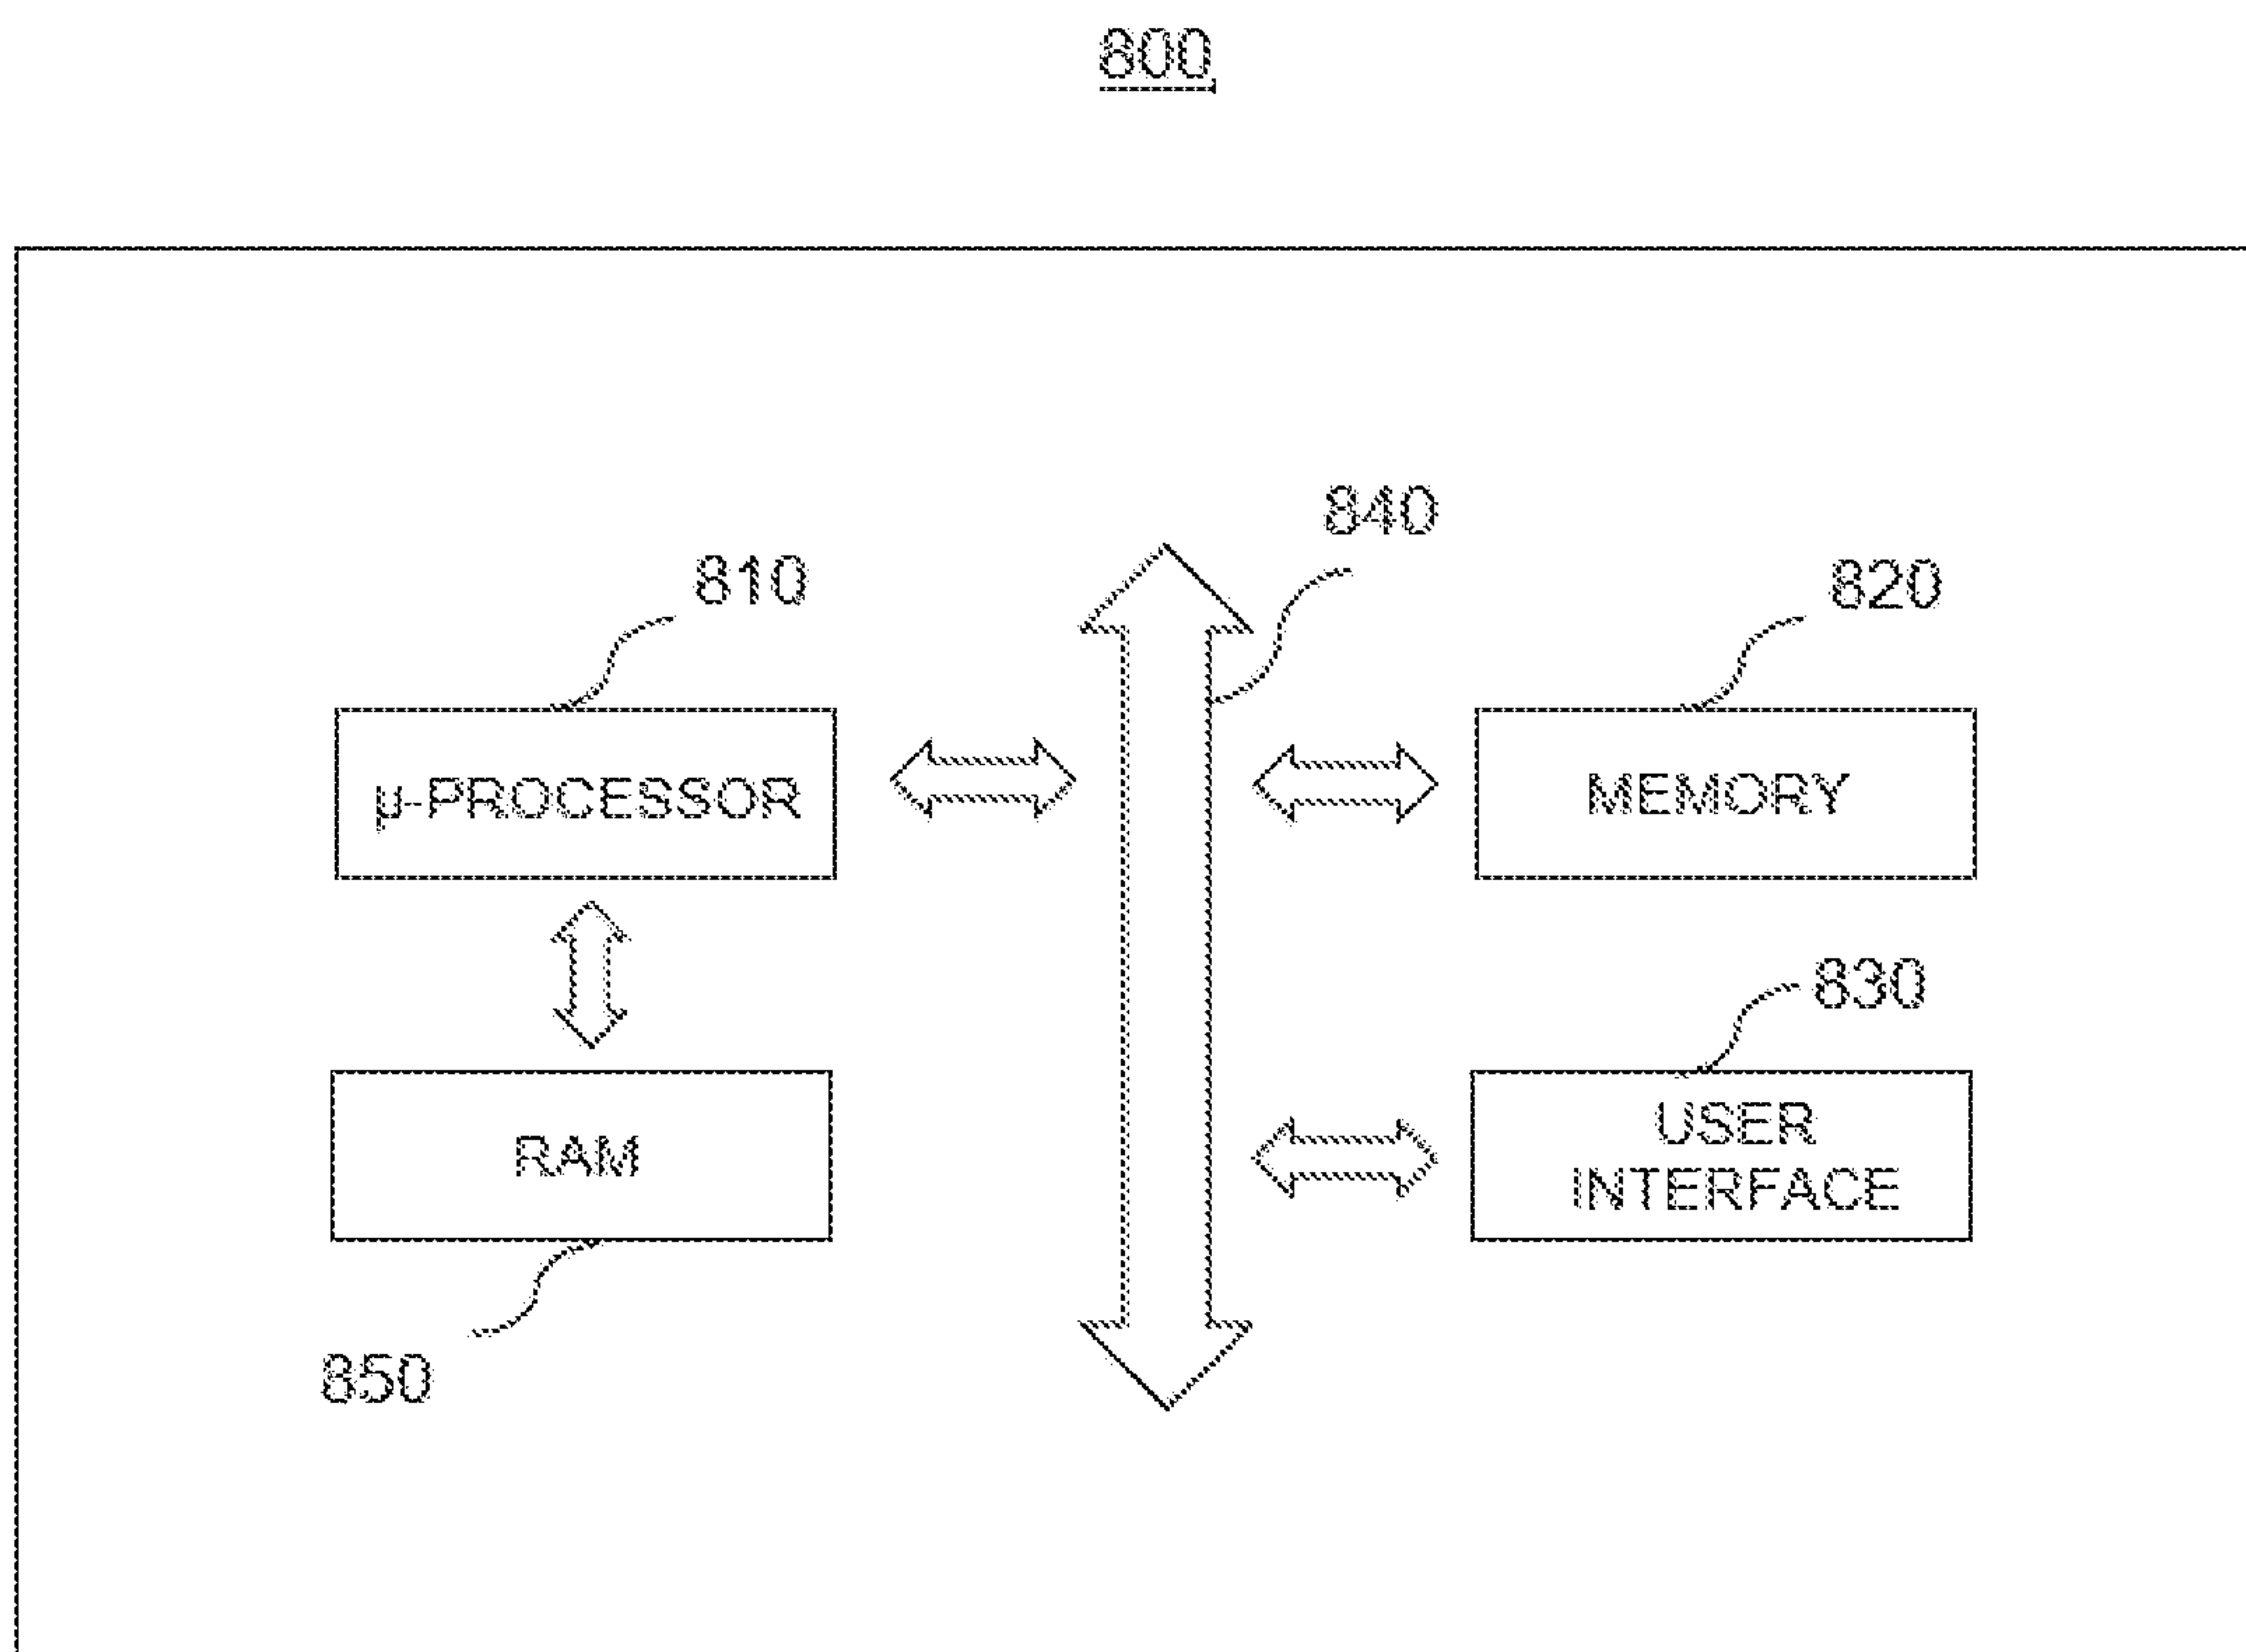 800
840
810
820
μ-PROCESSOR
MEMORY
830
RAM
USER
INTERFACE
850